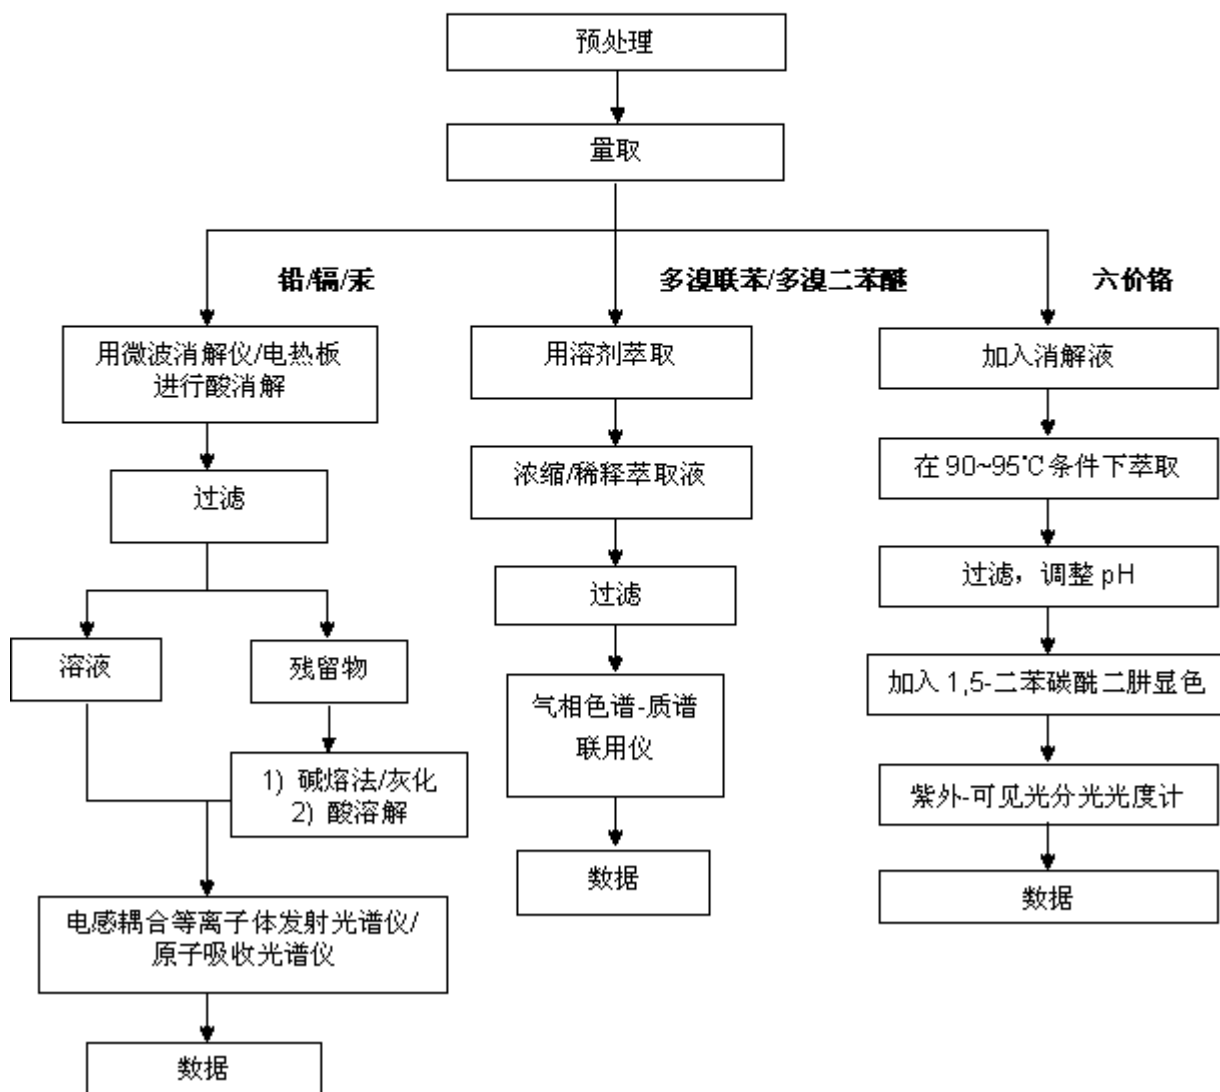 预处理
量取
铅/镉/汞
多溴联苯/多溴二苯醚
六价铬
用微波消解仪/电热板
进行酸消解
过滤
溶液
残留物
1) 碱熔法/灰化
2) 酸溶解
电感耦合等离子体发射光谱仪/
原子吸收光谱仪
数据
用溶剂萃取
浓缩/稀释萃取液
过滤
气相色谱-质谱
联用仪
数据
加入消解液
在90~95℃条件下萃取
过滤，调整pH
加入1,5-二苯碳酰二肼显色
紫外-可见光分光光度计
数据